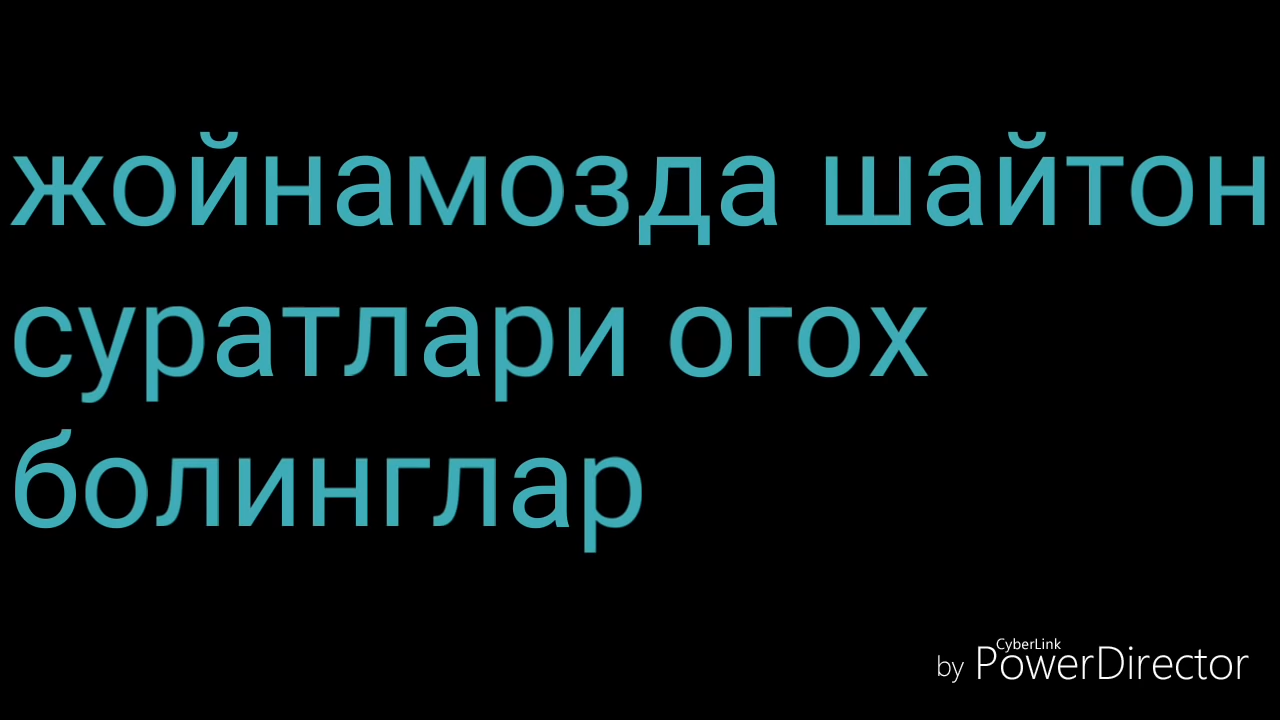 жойнамозда шайтон
суратлари огох
болинглар
by CyberLink PowerDirector